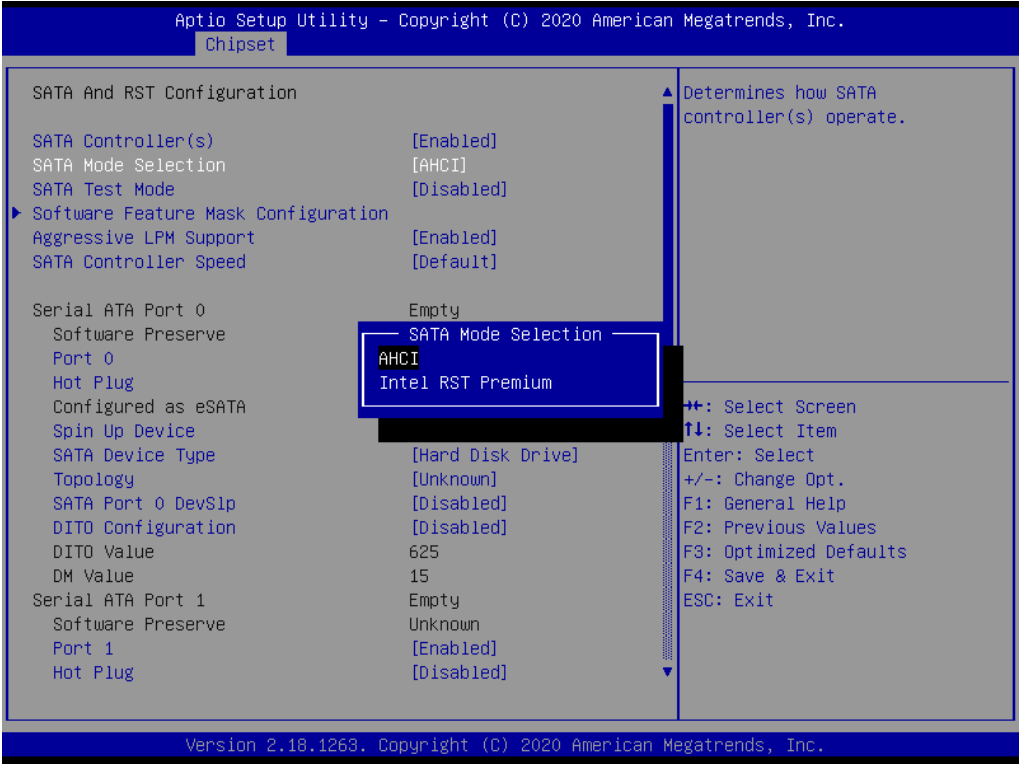 Aptio Setup Utility – Copyright (C) 2020 American Megatrends, Inc.
Chipset
SATA And RST Configuration
SATA Controller(s) [Enabled]
SATA Mode Selection [AHCI]
SATA Test Mode [Disabled]
Software Feature Mask Configuration
Aggressive LPM Support [Enabled]
SATA Controller Speed [Default]
Serial ATA Port 0 Empty
Software Preserve
Port 0
Hot Plug
Configured as eSATA
Spin Up Device
SATA Device Type [Hard Disk Drive]
Topology [Unknown]
SATA Port 0 DevSlp [Disabled]
DITO Configuration [Disabled]
DITO Value 625
DM Value 15
Serial ATA Port 1 Empty
Software Preserve Unknown
Port 1 [Enabled]
Hot Plug [Disabled]
SATA Mode Selection
AHCI
Intel RST Premium
Determines how SATA
controller(s) operate.
→←: Select Screen
↑↓: Select Item
Enter: Select
+/-: Change Opt.
F1: General Help
F2: Previous Values
F3: Optimized Defaults
F4: Save & Exit
ESC: Exit
Version 2.18.1263. Copyright (C) 2020 American Megatrends, Inc.